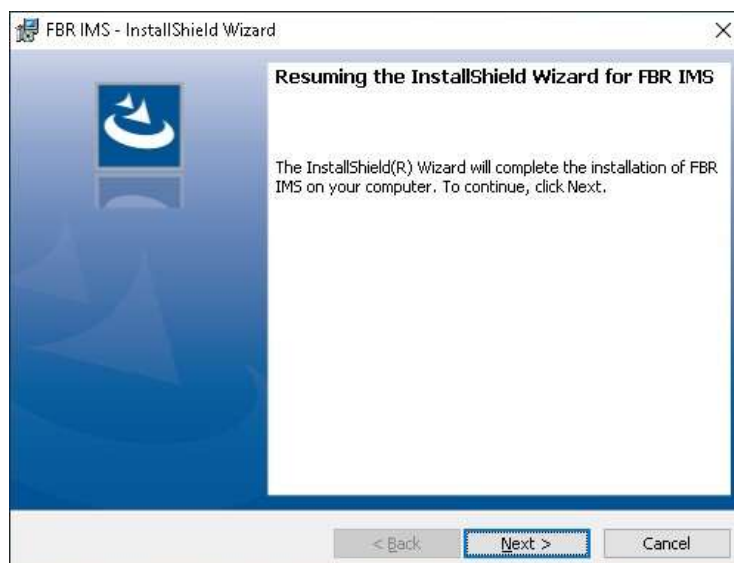 FBR IMS - InstallShield Wizard
Resuming the InstallShield Wizard for FBR IMS
The InstallShield(R) Wizard will complete the installation of FBR
IMS on your computer. To continue, click Next.
< Back
Next >
Cancel